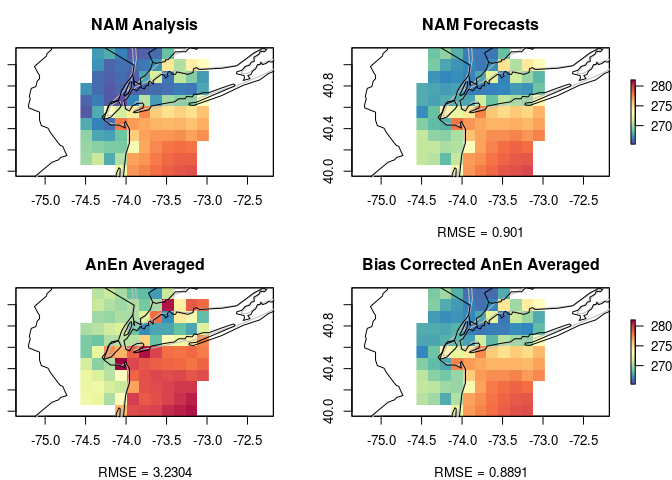 NAM Analysis
NAM Forecasts
40.8
40.4
40.0
280
275
270
-75.0 -74.5 -74.0 -73.5 -73.0 -72.5
-75.0 -74.5 -74.0 -73.5 -73.0 -72.5
RMSE = 0.901
AnEn Averaged
Bias Corrected AnEn Averaged
40.8
40.4
40.0
280
275
270
-75.0 -74.5 -74.0 -73.5 -73.0 -72.5
-75.0 -74.5 -74.0 -73.5 -73.0 -72.5
RMSE = 3.2304
RMSE = 0.8891